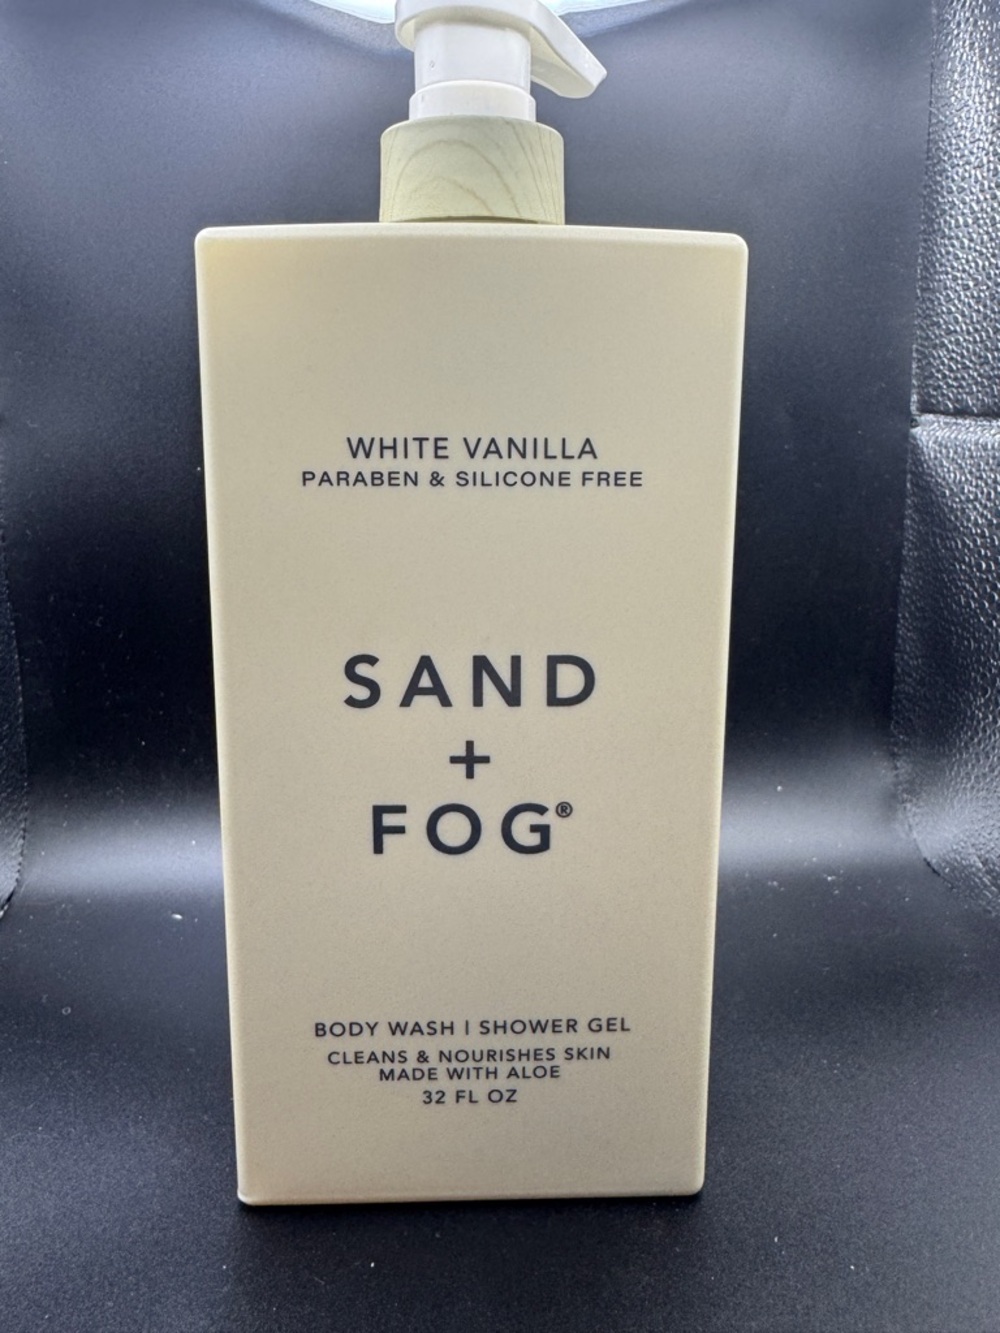 WHITE VANILLA
PARABEN & SILICONE FREE
SAND
+
FOG®
BODY WASH | SHOWER GEL
CLEANS & NOURISHES SKIN
MADE WITH ALOE
32 FL OZ